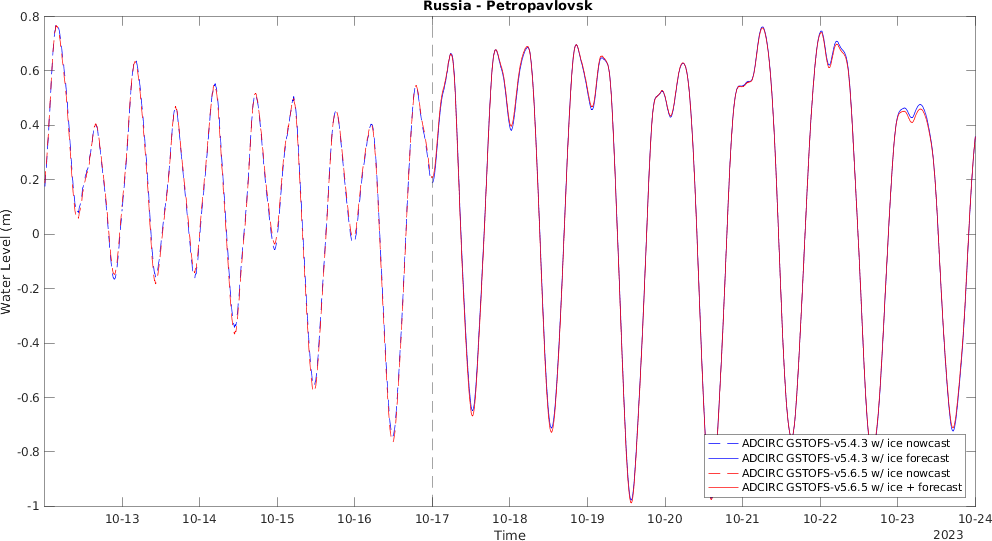 Russia - Petropavlovsk
Water Level (m)
0.8
0.6
0.4
0.2
0
-0.2
-0.4
-0.6
-0.8
-1
ADCIRC GSTOFS-v5.4.3 w/ ice nowcast
ADCIRC GSTOFS-v5.4.3 w/ ice forecast
ADCIRC GSTOFS-v5.6.5 w/ ice nowcast
ADCIRC GSTOFS-v5.6.5 w/ ice + forecast
10-13 10-14 10-15 10-16 10-17 10-18 10-19 10-20 10-21 10-22 10-23 10-24
Time
2023